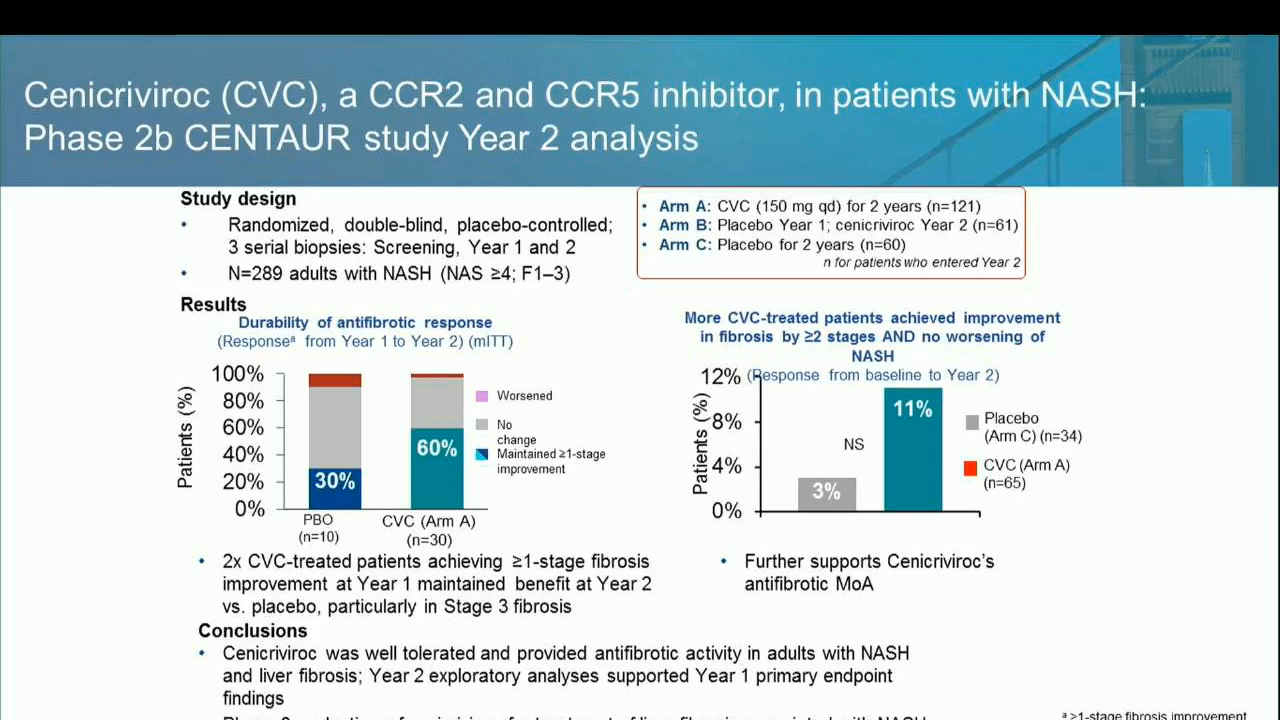 Cenicriviroc (CVC), a CCR2 and CCR5 inhibitor, in patients with NASH:
Phase 2b CENTAUR study Year 2 analysis
Study design
• Randomized, double-blind, placebo-controlled;
3 serial biopsies: Screening, Year 1 and 2
• N=289 adults with NASH (NAS ≥4; F1–3)
• Arm A: CVC (150 mg qd) for 2 years (n=121)
• Arm B: Placebo Year 1; cenicriviroc Year 2 (n=61)
• Arm C: Placebo for 2 years (n=60)
n for patients who entered Year 2
Results
Durability of antifibrotic response
(Responseᵃ from Year 1 to Year 2) (mITT)
Patients (%)
100%
80%
60%
40%
20%
0%
30%
60%
PBO
(n=10)
CVC (Arm A)
(n=30)
Worsened
No
change
Maintained ≥1-stage
improvement
More CVC-treated patients achieved improvement
in fibrosis by ≥2 stages AND no worsening of
NASH
(Response from baseline to Year 2)
Patients (%)
12%
8%
4%
0%
NS
3%
11%
Placebo
(Arm C) (n=34)
CVC (Arm A)
(n=65)
• 2x CVC-treated patients achieving ≥1-stage fibrosis
improvement at Year 1 maintained benefit at Year 2
vs. placebo, particularly in Stage 3 fibrosis
• Further supports Cenicriviroc's
antifibrotic MoA
Conclusions
• Cenicriviroc was well tolerated and provided antifibrotic activity in adults with NASH
and liver fibrosis; Year 2 exploratory analyses supported Year 1 primary endpoint
findings
ᵃ ≥1-stage fibrosis improvement